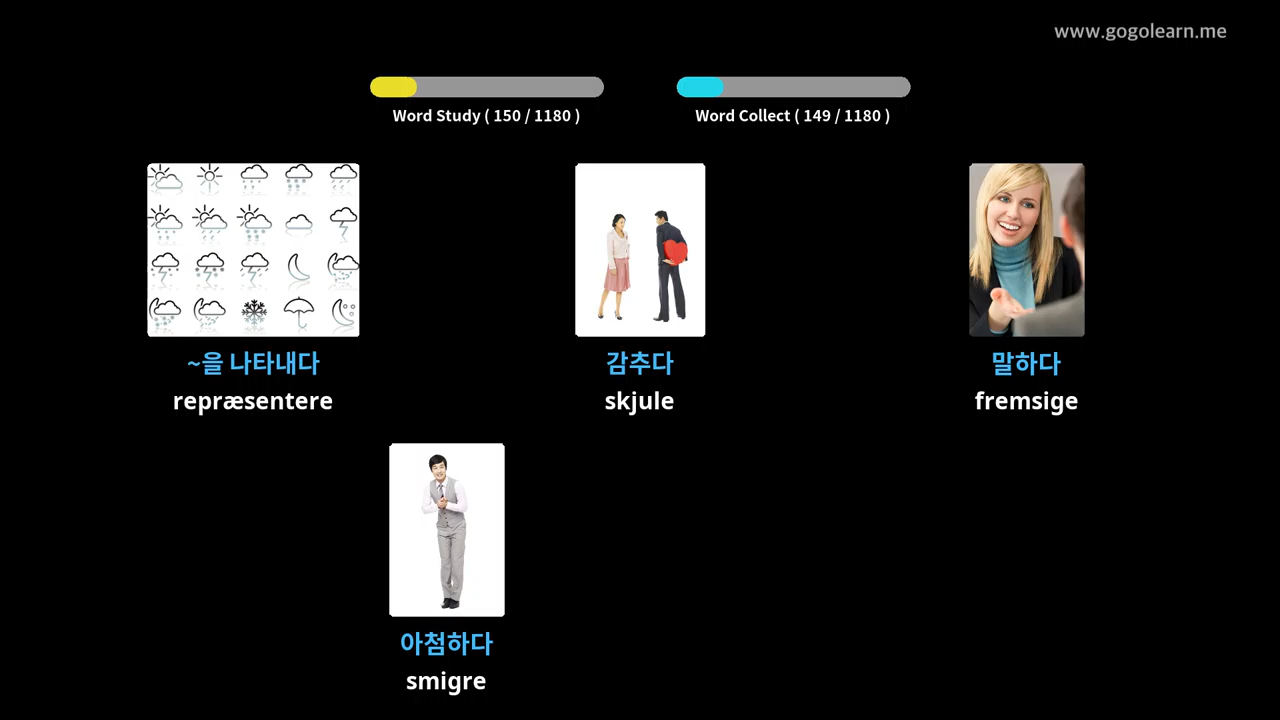 www.gogolearn.me
Word Study ( 150 / 1180 )
Word Collect ( 149 / 1180 )
~을 나타내다
repræsentere
감추다
skjule
말하다
fremsige
아첨하다
smigre